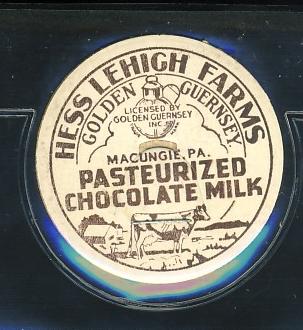 HESS LEHIGH FARMS
GOLDEN GUERNSEY
LICENSED BY
GOLDEN GUERNSEY
INC.
MACUNGIE, PA.
PASTEURIZED
CHOCOLATE MILK